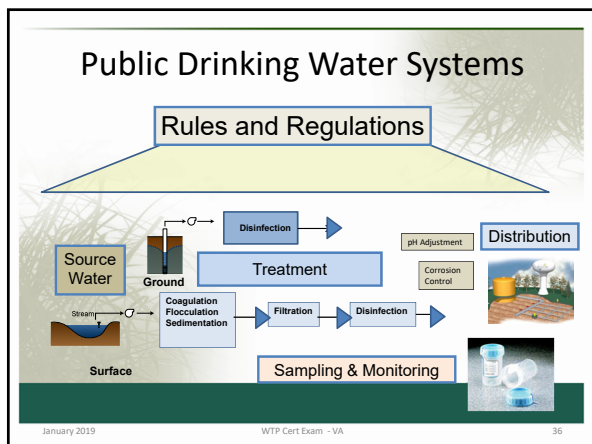 Public Drinking Water Systems
Rules and Regulations
Disinfection
pH Adjustment
Distribution
Source
Water
Ground
Treatment
Corrosion
Control
Stream
Coagulation
Flocculation
Sedimentation
Filtration
Disinfection
Surface
Sampling & Monitoring
January 2019
WTP Cert Exam - VA
36